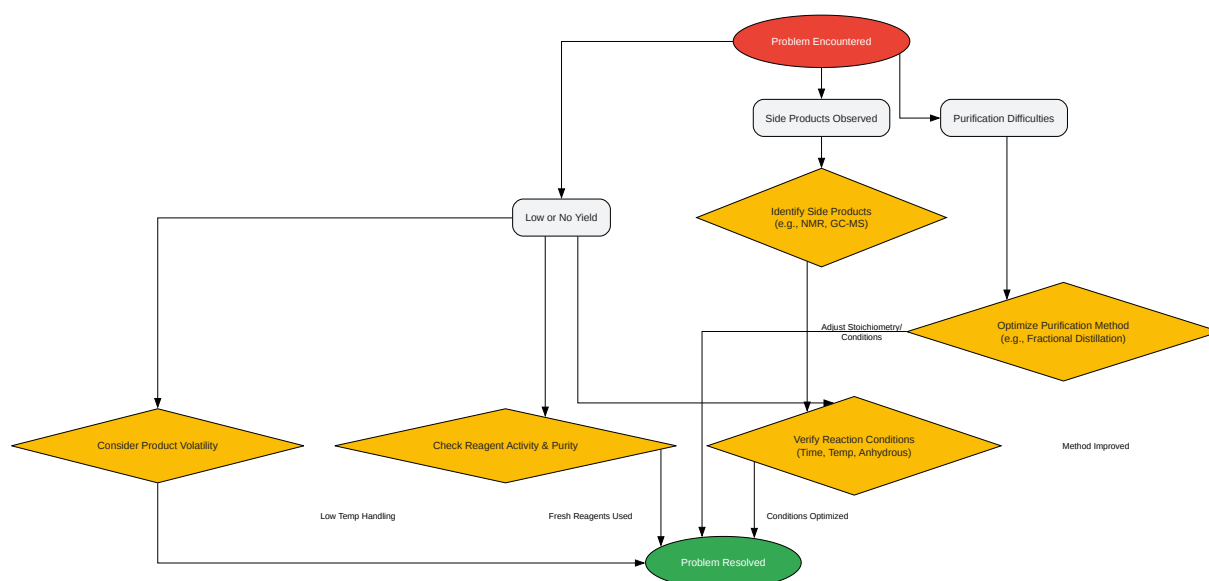 Problem Encountered
Side Products Observed
Purification Difficulties
Low or No Yield
Identify Side Products
(e.g., NMR, GC-MS)
Adjust Stoichiometry/
Conditions
Optimize Purification Method
(e.g., Fractional Distillation)
Consider Product Volatility
Check Reagent Activity & Purity
Verify Reaction Conditions
(Time, Temp, Anhydrous)
Method Improved
Low Temp Handling
Fresh Reagents Used
Conditions Optimized
Problem Resolved